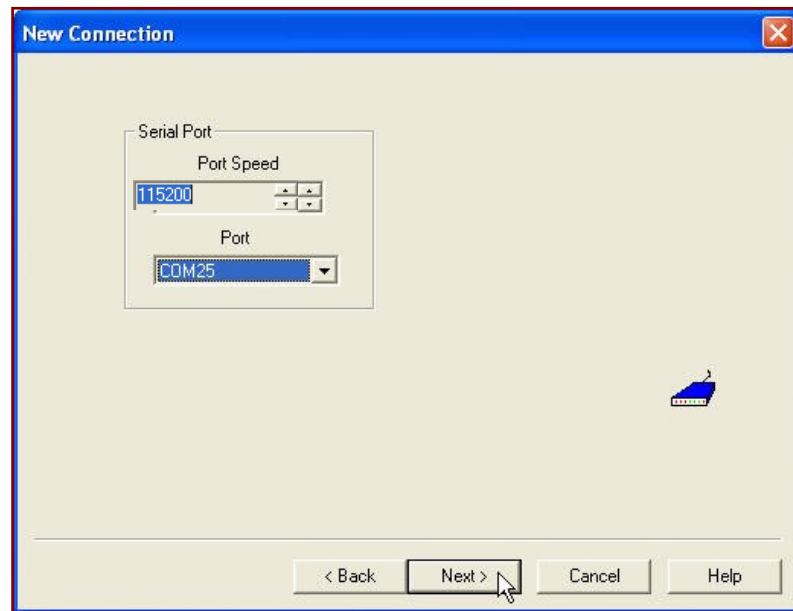 New Connection
Serial Port
Port Speed
115200
Port
COM25
< Back Next > Cancel Help